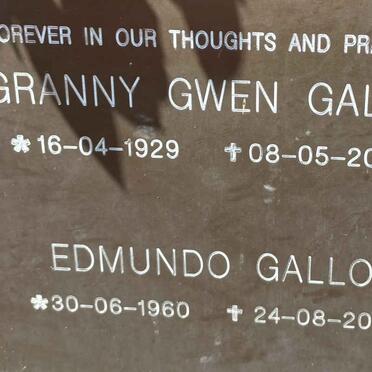 OREVER IN OUR THOUGHTS AND PRA
GRANNY GWEN GAL
* 16-04-1929 ✝ 08-05-20
EDMUNDO GALLO
* 30-06-1960 ✝ 24-08-20